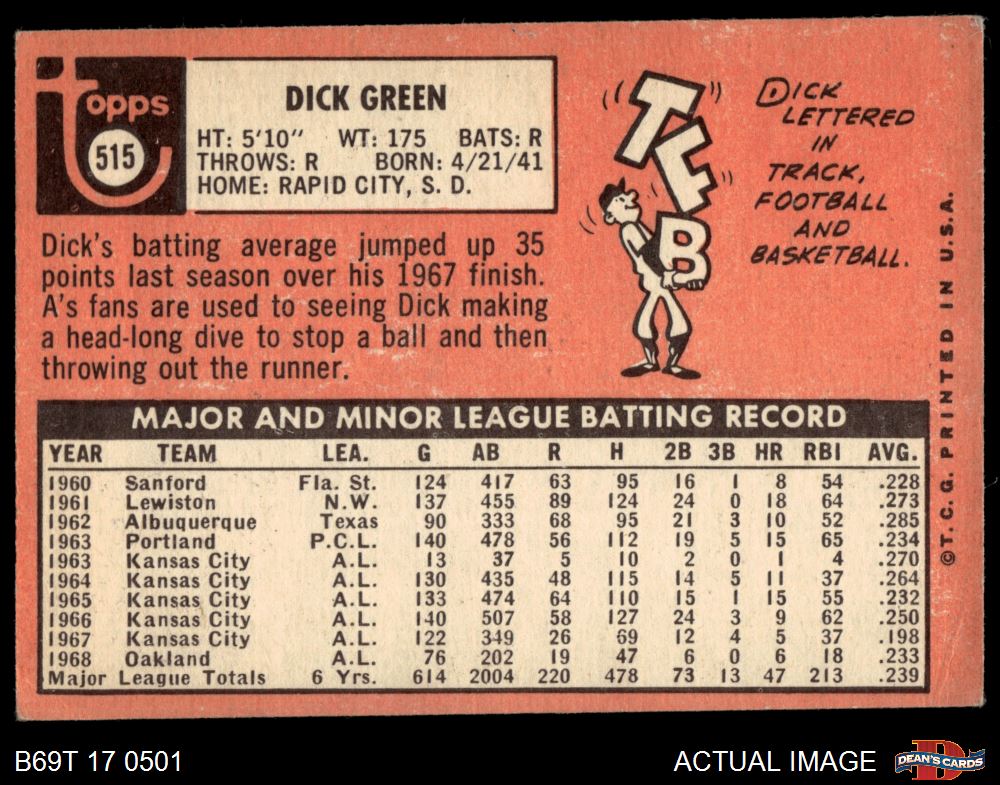 topps
515
DICK GREEN
HT: 5'10" WT: 175 BATS: R
THROWS: R BORN: 4/21/41
HOME: RAPID CITY, S. D.
Dick's batting average jumped up 35
points last season over his 1967 finish.
A's fans are used to seeing Dick making
a head-long dive to stop a ball and then
throwing out the runner.
T
F
B
DICK
LETTERED
IN
TRACK,
FOOTBALL
AND
BASKETBALL.
MAJOR AND MINOR LEAGUE BATTING RECORD
YEAR TEAM LEA. G AB R H 2B 3B HR RBI AVG.
1960 Sanford Fla. St. 124 417 63 95 16 1 8 54 .228
1961 Lewiston N.W. 137 455 89 124 24 0 18 64 .273
1962 Albuquerque Texas 90 333 68 95 21 3 10 52 .285
1963 Portland P.C.L. 140 478 56 112 19 5 15 65 .234
1963 Kansas City A.L. 13 37 5 10 2 0 1 4 .270
1964 Kansas City A.L. 130 435 48 115 14 5 11 37 .264
1965 Kansas City A.L. 133 474 64 110 15 1 15 55 .232
1966 Kansas City A.L. 140 507 58 127 24 3 9 62 .250
1967 Kansas City A.L. 122 349 26 69 12 4 5 37 .198
1968 Oakland A.L. 76 202 19 47 6 0 6 18 .233
Major League Totals 6 Yrs. 614 2004 220 478 73 13 47 213 .239
©T.C.G. PRINTED IN U.S.A.
B69T 17 0501
ACTUAL IMAGE
DEAN'S CARDS